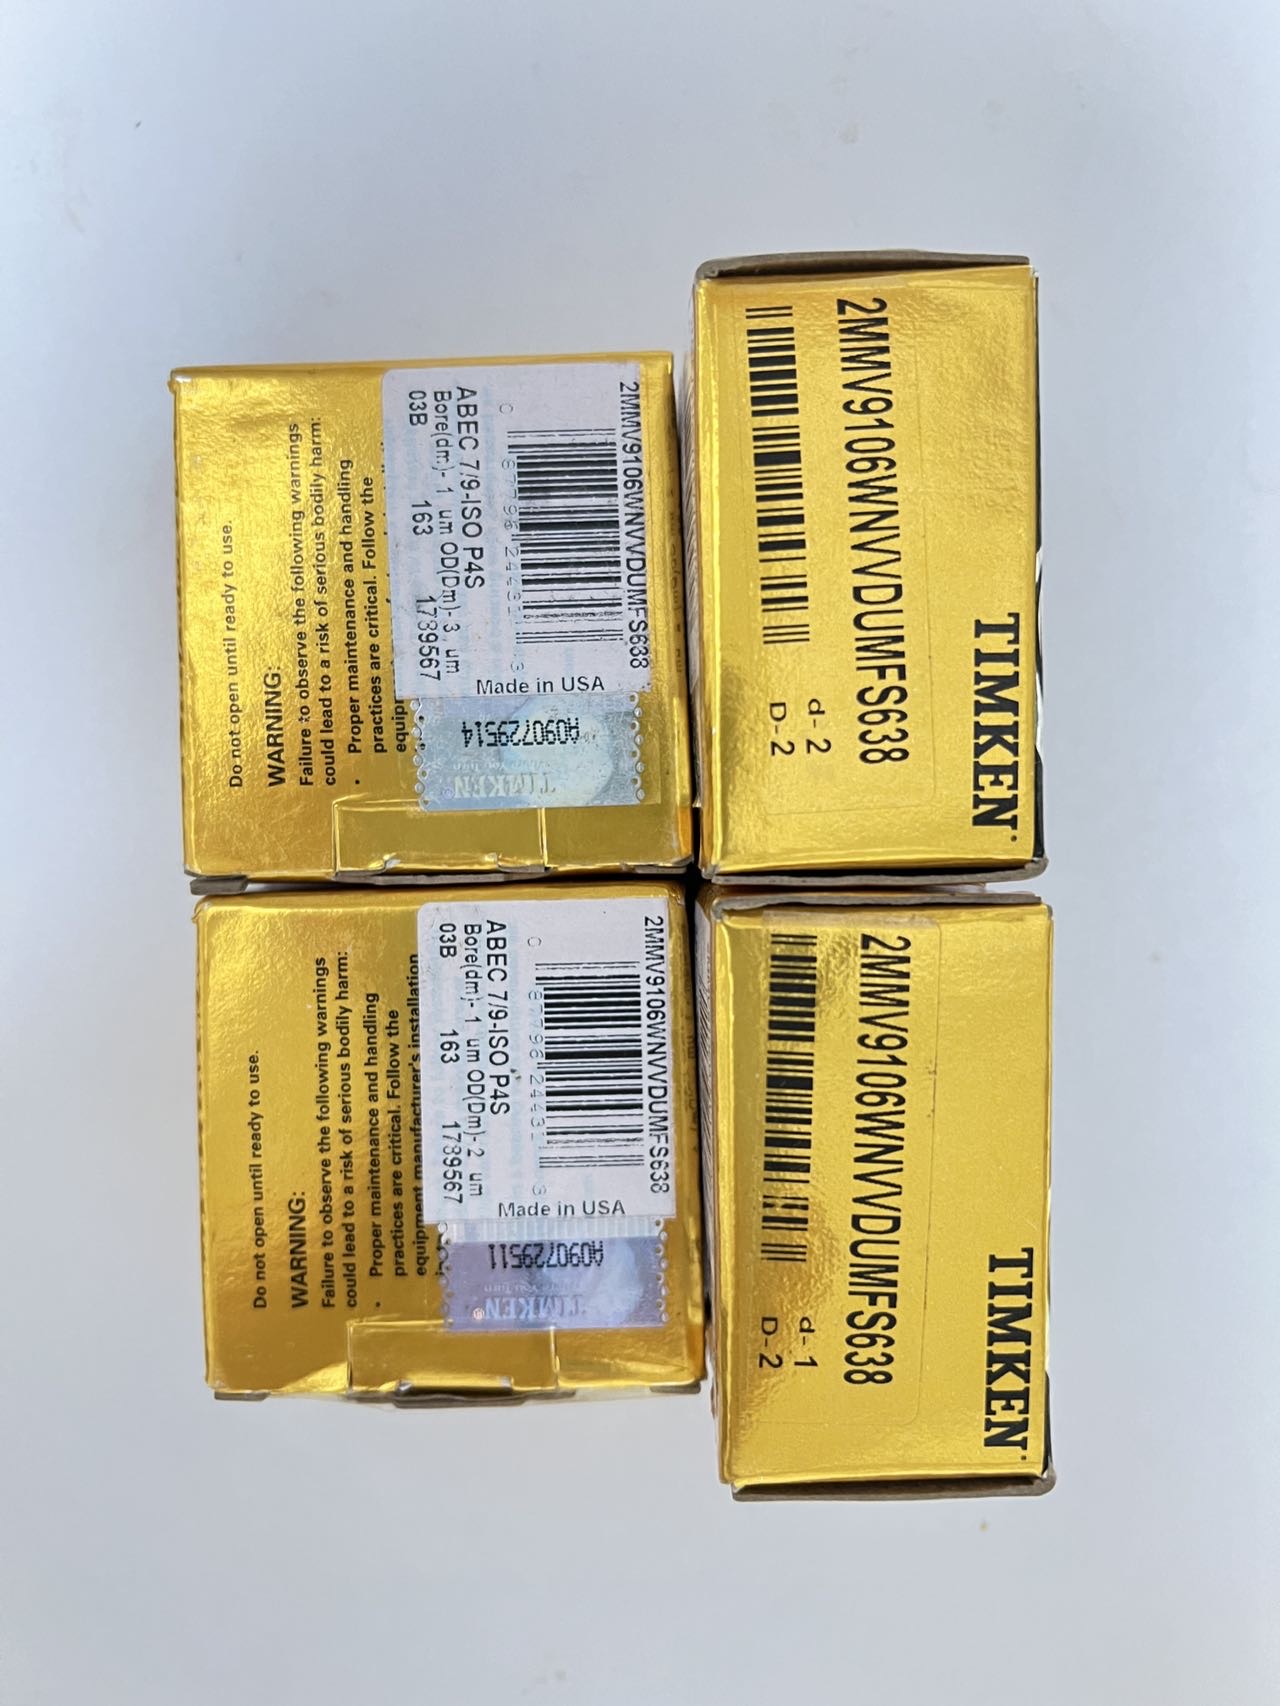 Do not open until ready to use.
WARNING:
Failure to observe the following warnings
could lead to a risk of serious bodily harm:
• Proper maintenance and handling
practices are critical. Follow the
2MMV9106WNVVDUMFS638
0
ABEC 7/9-ISO P4S
Bore(dm)- 1 um OD(Dm)- 3 um
03B 163 1739567
Made in USA
A090729514
TIMKEN
TIMKEN
2MMV9106WNVVDUMFS638
d-2
D-2
Do not open until ready to use.
WARNING:
Failure to observe the following warnings
could lead to a risk of serious bodily harm:
• Proper maintenance and handling
practices are critical. Follow the
equipment manufacturer's installation
2MMV9106WNVVDUMFS638
0
ABEC 7/9-ISO P4S
Bore(dm)- 1 um OD(Dm)- 2 um
03B 163 1739567
Made in USA
A090729511
TIMKEN®
TIMKEN
2MMV9106WNVVDUMFS638
d-1
D-2